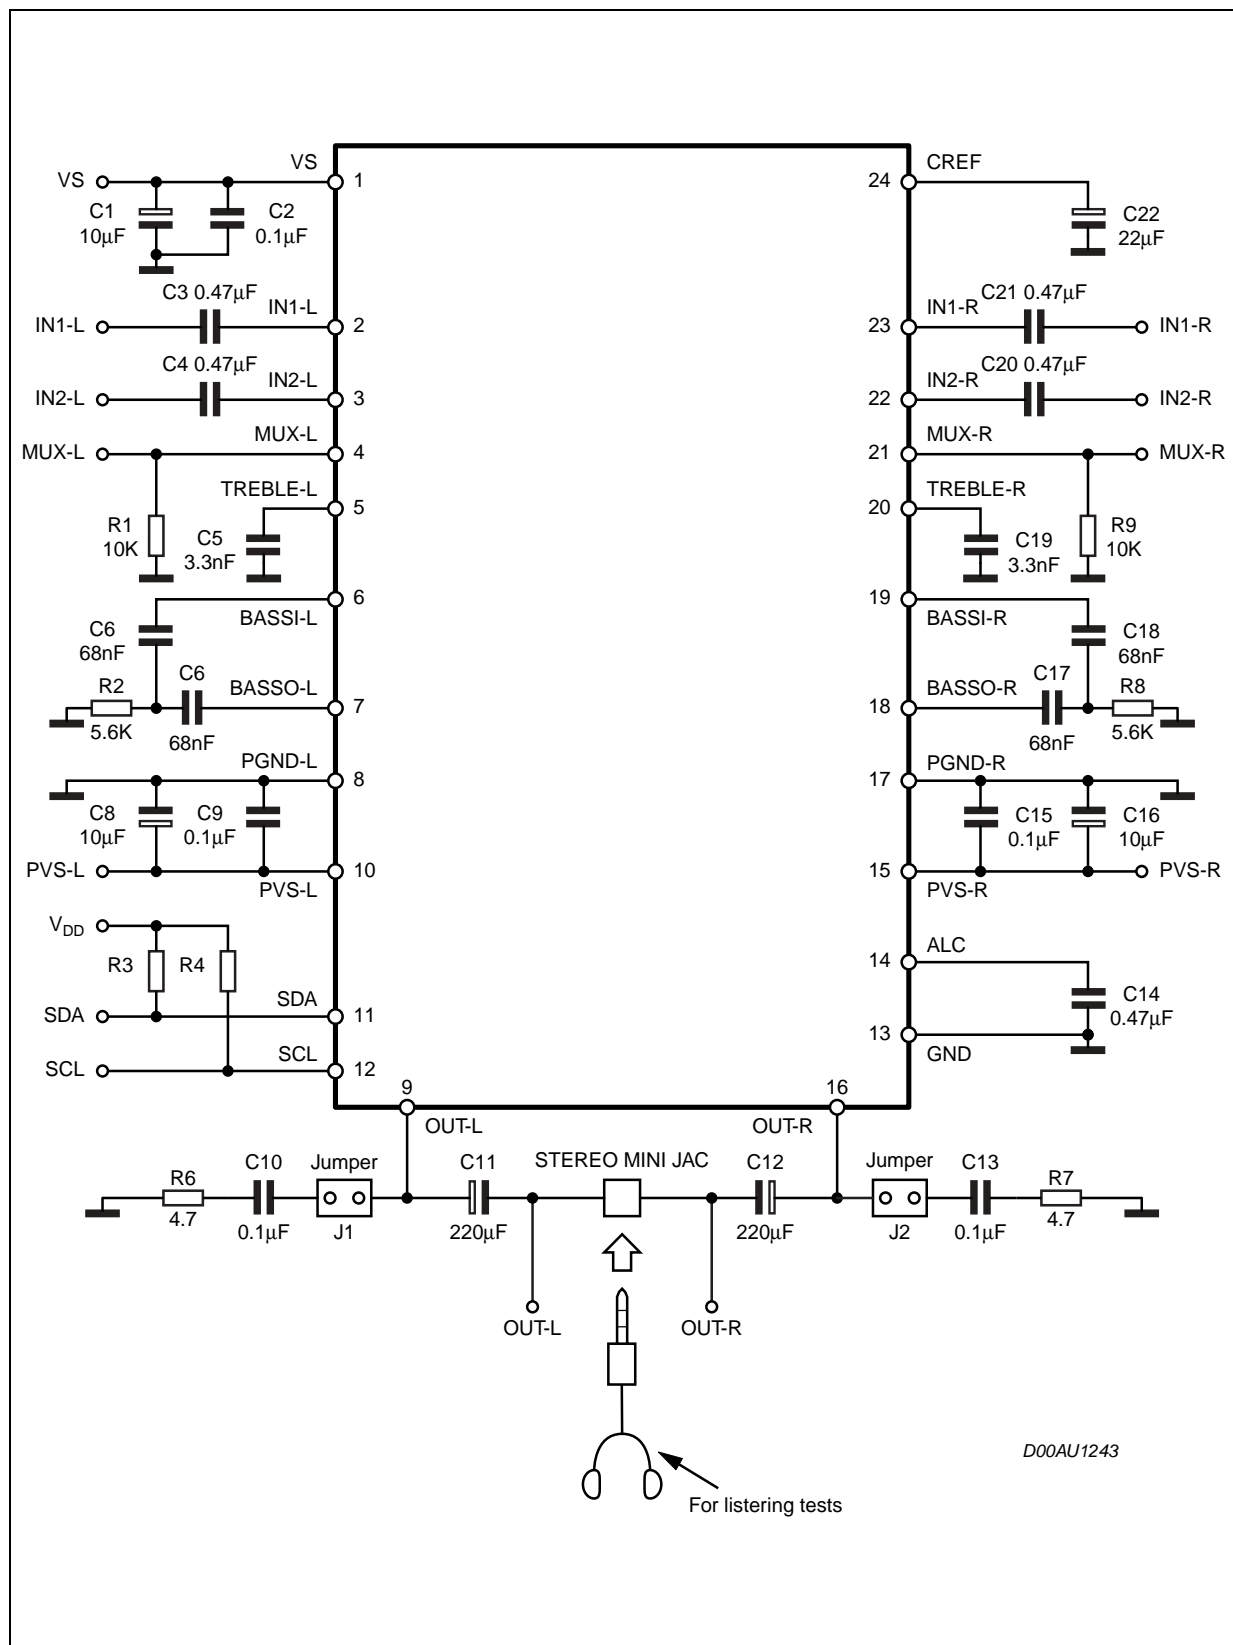 VS
VS
1
24
CREF
C1
10µF
C2
0.1µF
C22
22µF
C3 0.47µF
IN1-L
IN1-L
2
23
IN1-R
C21 0.47µF
IN1-R
C4 0.47µF
IN2-L
IN2-L
3
22
IN2-R
C20 0.47µF
IN2-R
MUX-L
MUX-L
4
21
MUX-R
MUX-R
TREBLE-L
5
20
TREBLE-R
R1
10K
C5
3.3nF
C19
3.3nF
R9
10K
6
BASSI-L
19
BASSI-R
C6
68nF
C18
68nF
R2
5.6K
C6
68nF
BASSO-L
7
18
BASSO-R
C17
68nF
R8
5.6K
PGND-L
8
17
PGND-R
C8
10µF
C9
0.1µF
C15
0.1µF
C16
10µF
PVS-L
10
PVS-L
15
PVS-R
PVS-R
VDD
R3
R4
14
ALC
C14
0.47µF
SDA
SDA
11
13
GND
SCL
SCL
12
9
OUT-L
16
OUT-R
R6
4.7
C10
0.1µF
Jumper
J1
C11
220µF
STEREO MINI JAC
C12
220µF
Jumper
J2
C13
0.1µF
R7
4.7
OUT-L
OUT-R
D00AU1243
For listering tests